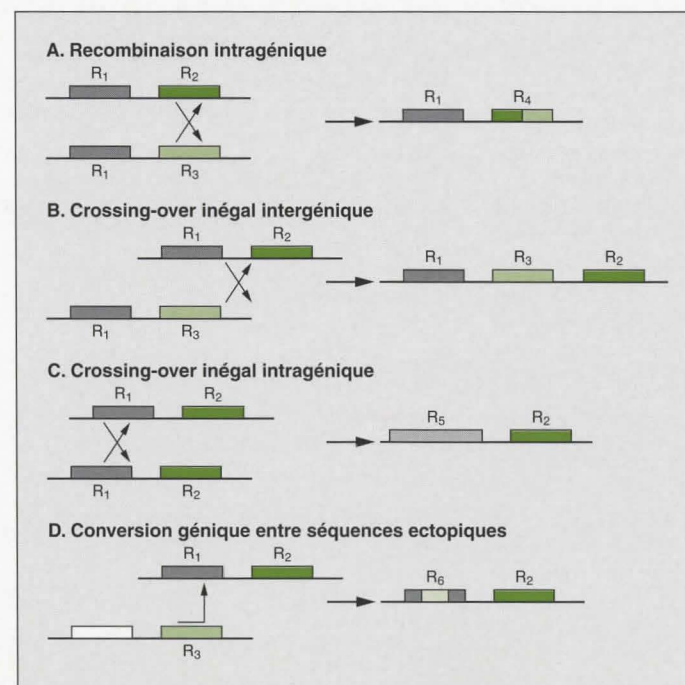 A. Recombinaison intragénique
R1 R2
R1 R4
R1 R3
B. Crossing-over inégal intergénique
R1 R2
R1 R3 R2
R1 R3
C. Crossing-over inégal intragénique
R1 R2
R5 R2
R1 R2
D. Conversion génique entre séquences ectopiques
R1 R2
R6 R2
R3